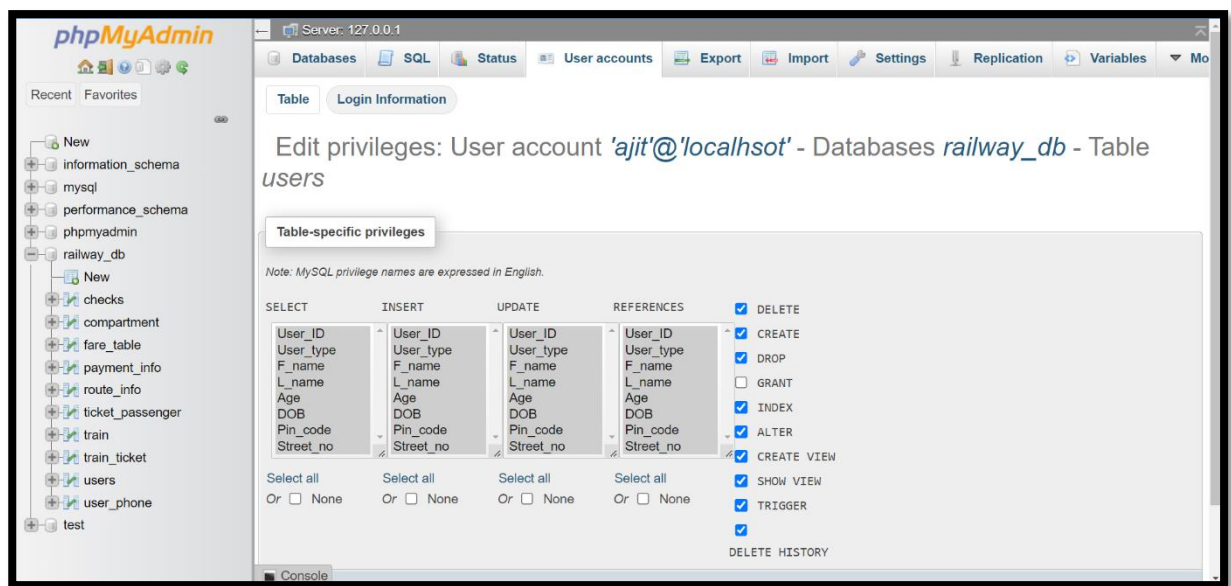 phpMyAdmin
Recent Favorites
New
information_schema
mysql
performance_schema
phpmyadmin
railway_db
New
checks
compartment
fare_table
payment_info
route_info
ticket_passenger
train
train_ticket
users
user_phone
test
Server: 127.0.0.1
Databases SQL Status User accounts Export Import Settings Replication Variables Mo
Table Login Information
Edit privileges: User account 'ajit'@'localhsot' - Databases railway_db - Table
users
Table-specific privileges
Note: MySQL privilege names are expressed in English.
SELECT
User_ID
User_type
F_name
L_name
Age
DOB
Pin_code
Street_no
Select all
Or None
INSERT
User_ID
User_type
F_name
L_name
Age
DOB
Pin_code
Street_no
Select all
Or None
UPDATE
User_ID
User_type
F_name
L_name
Age
DOB
Pin_code
Street_no
Select all
Or None
REFERENCES
User_ID
User_type
F_name
L_name
Age
DOB
Pin_code
Street_no
Select all
Or None
DELETE
CREATE
DROP
GRANT
INDEX
ALTER
CREATE VIEW
SHOW VIEW
TRIGGER
DELETE HISTORY
Console